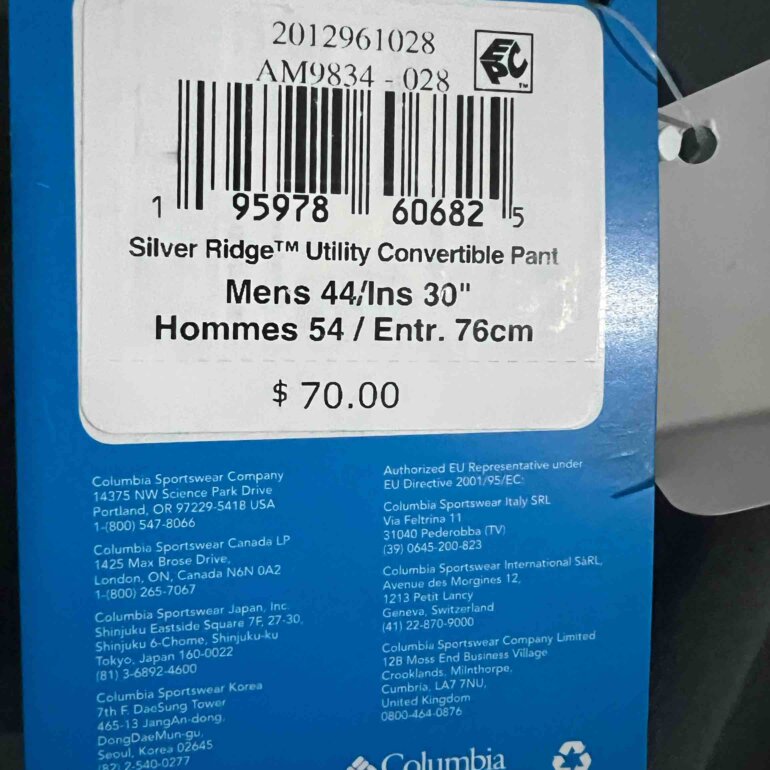 2012961028
AM9834 - 028
EPC
TM
1 95978 60682 5
Silver Ridge™ Utility Convertible Pant
Mens 44/Ins 30"
Hommes 54 / Entr. 76cm
$ 70.00
Columbia Sportswear Company
14375 NW Science Park Drive
Portland, OR 97229-5418 USA
1-(800) 547-8066
Columbia Sportswear Canada LP
1425 Max Brose Drive,
London, ON, Canada N6N 0A2
1-(800) 265-7067
Columbia Sportswear Japan, Inc.
Shinjuku Eastside Square 7F, 27-30,
Shinjuku 6-Chome, Shinjuku-ku
Tokyo, Japan 160-0022
(81) 3-6892-4600
Columbia Sportswear Korea
7th F. DaeSung Tower
465-13 JangAn-dong,
DongDaeMun-gu,
Seoul, Korea 02645
(82) 2-540-0277
Authorized EU Representative under
EU Directive 2001/95/EC:
Columbia Sportswear Italy SRL
Via Feltrina 11
31040 Pederobba (TV)
(39) 0645-200-823
Columbia Sportswear International SàRL,
Avenue des Morgines 12,
1213 Petit Lancy
Geneva, Switzerland
(41) 22-870-9000
Columbia Sportswear Company Limited
12B Moss End Business Village
Crooklands, Milnthorpe,
Cumbria, LA7 7NU,
United Kingdom
0800-464-0876
Columbia